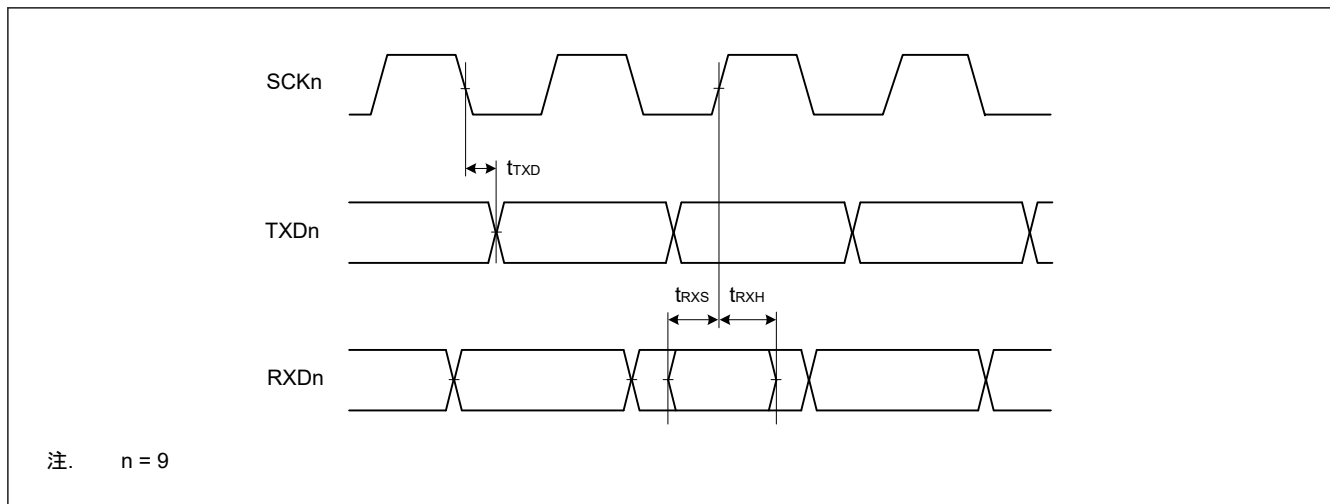 SCKn
tTXD
TXDn
tRXS tRXH
RXDn
注. n = 9